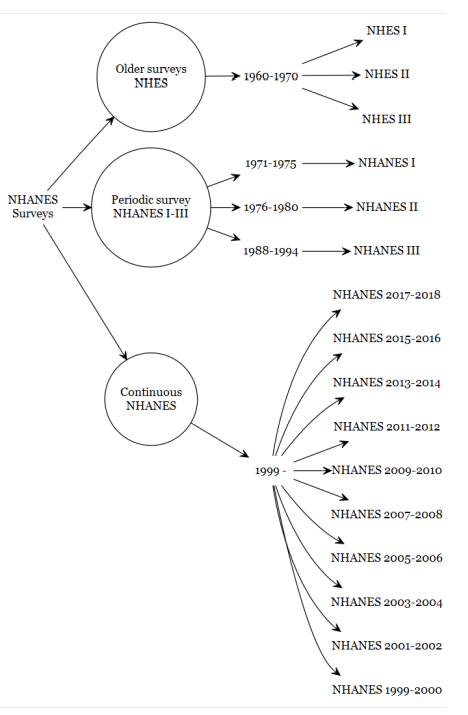 NHES I
Older surveys
NHES
1960-1970
NHES II
NHES III
1971-1975
NHANES I
NHANES
Surveys
Periodic survey
NHANES I-III
1976-1980
NHANES II
1988-1994
NHANES III
NHANES 2017-2018
NHANES 2015-2016
NHANES 2013-2014
Continuous
NHANES
NHANES 2011-2012
1999 -
NHANES 2009-2010
NHANES 2007-2008
NHANES 2005-2006
NHANES 2003-2004
NHANES 2001-2002
NHANES 1999-2000